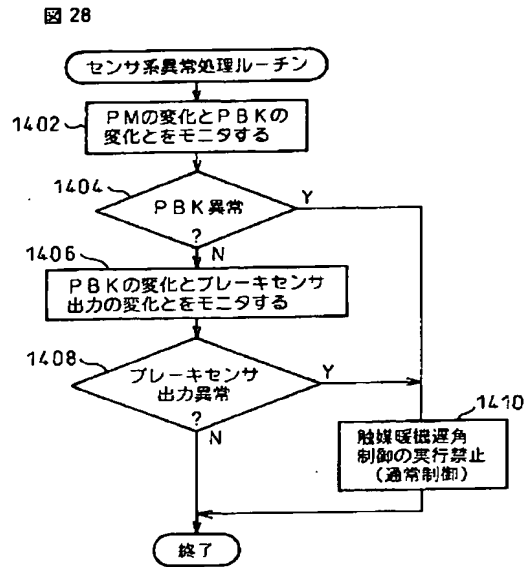 図 28
センサ系異常処理ルーチン
1402
PMの変化とPBKの
変化とをモニタする
1404
PBK異常
?
Y
N
1406
PBKの変化とブレーキセンサ
出力の変化とをモニタする
1408
ブレーキセンサ
出力異常
?
Y
N
1410
触媒暖機遅角
制御の実行禁止
(通常制御)
終了